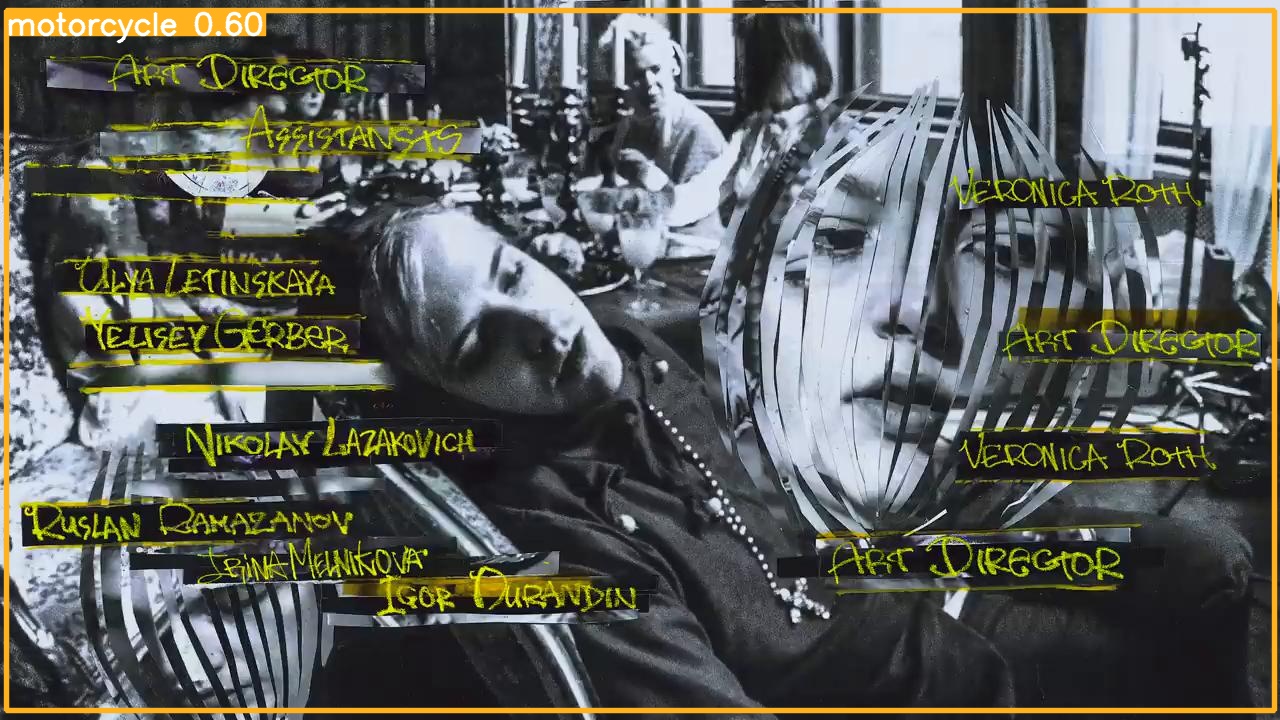 motorcycle 0.60
ART DIRECTOR
ASSISTANSTS
OLYA LETINSKAYA
YELISEY GERBER
NIKOLAY LAZAKOVICH
RUSLAN RAMAZANOV
IRINA MELNIKOVA
IGOR DURANDIN
VERONICA ROTH
ART DIRECTOR
VERONICA ROTH
ART DIRECTOR